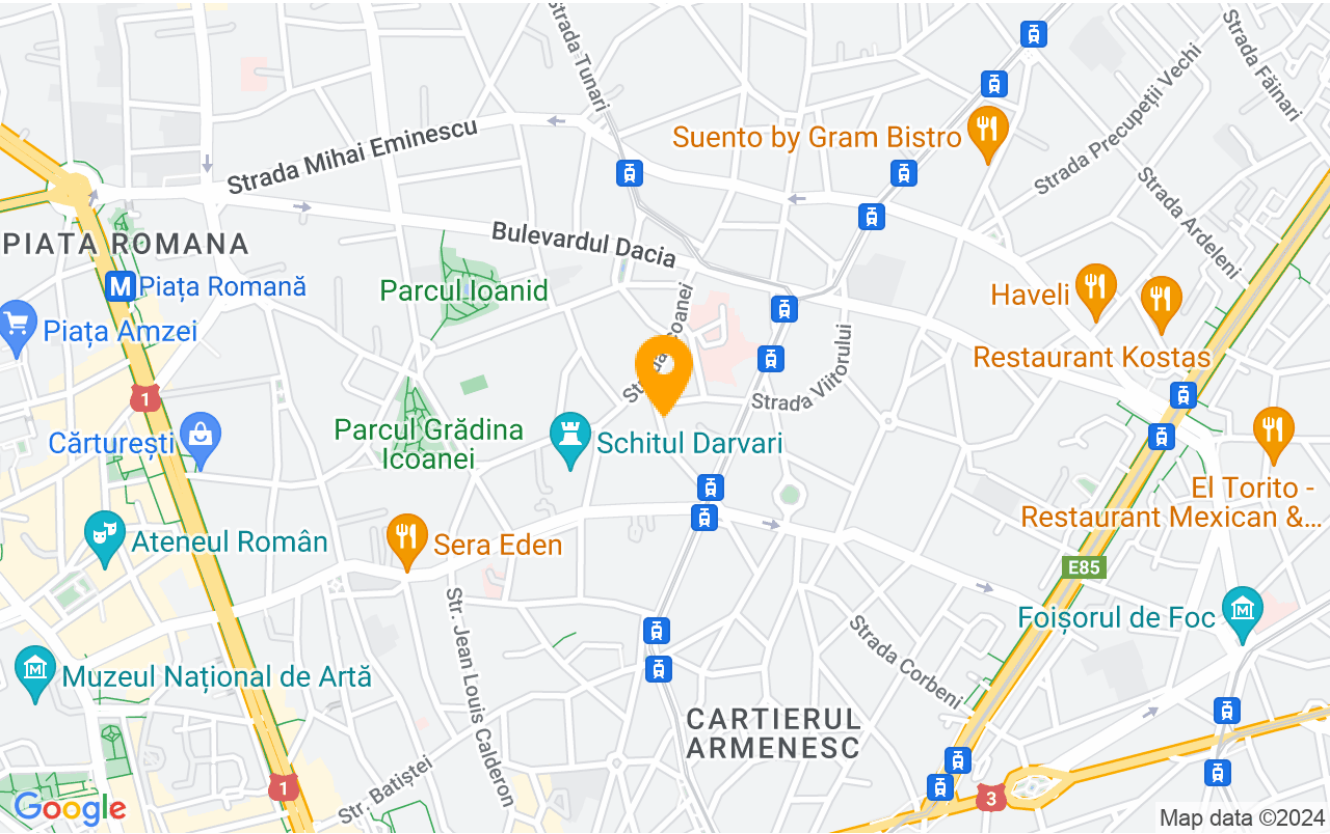 Strada Tunari
Strada Făinari
Strada Precupeții Vechi
Strada Mihai Eminescu
Suento by Gram Bistro
Strada Ardeleni
PIATA ROMANA
Bulevardul Dacia
M
Piața Romană
Parcul Ioanid
Haveli
Piața Amzei
Restaurant Kostas
1
Strada Viitorului
Cărturești
Parcul Grădina
Icoanei
Schitul Darvari
El Torito -
Restaurant Mexican &...
Ateneul Român
Sera Eden
E85
Str. Jean Louis Calderon
Foișorul de Foc
Strada Corbeni
Muzeul Național de Artă
CARTIERUL
ARMENESC
Str. Batiștei
1
3
Google
Map data ©2024